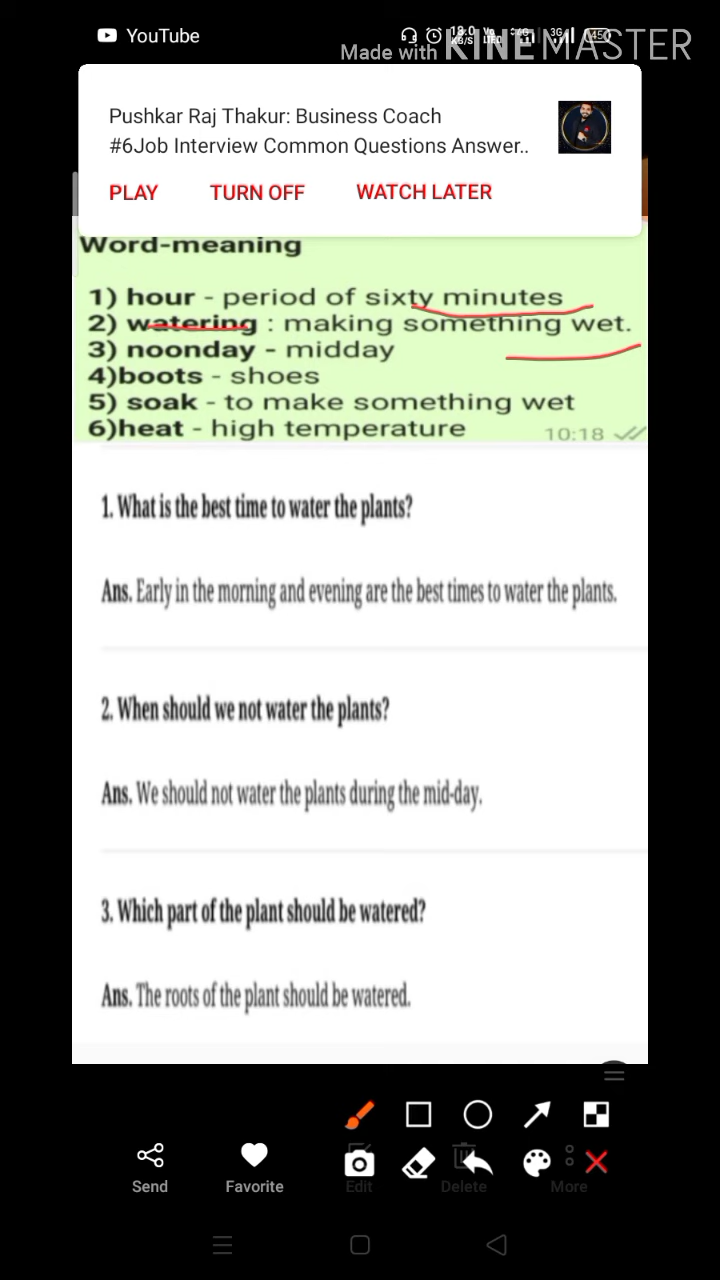 YouTube
18.0 KB/S
Made with KINEMASTER
Pushkar Raj Thakur: Business Coach
#6Job Interview Common Questions Answer..
PLAY TURN OFF WATCH LATER
Word-meaning
1) hour - period of sixty minutes
2) watering : making something wet.
3) noonday - midday
4)boots - shoes
5) soak - to make something wet
6)heat - high temperature
10:18
1. What is the best time to water the plants?
Ans. Early in the morning and evening are the best times to water the plants.
2. When should we not water the plants?
Ans. We should not water the plants during the mid-day.
3. Which part of the plant should be watered?
Ans. The roots of the plant should be watered.
Send Favorite Edit Delete More